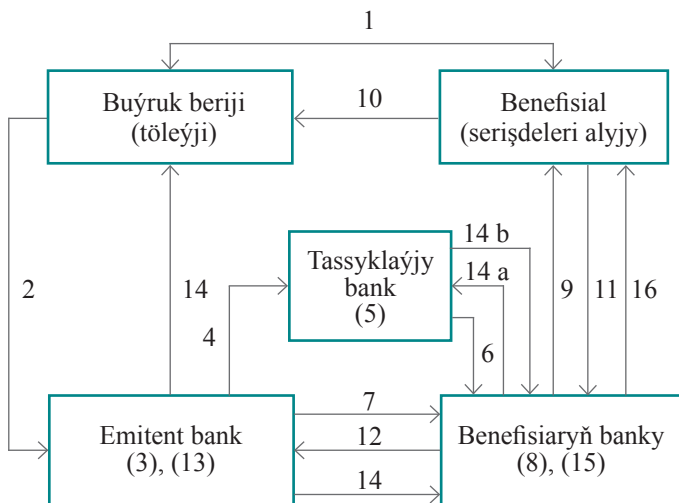 1
Buýruk beriji
(töleýji)
10
Benefisial
(serişdeleri alyjy)
2
14
4
Tassyklaýjy
bank
(5)
14 b
14 a
6
9
11
16
Emitent bank
(3), (13)
7
12
14
Benefisiaryň banky
(8), (15)